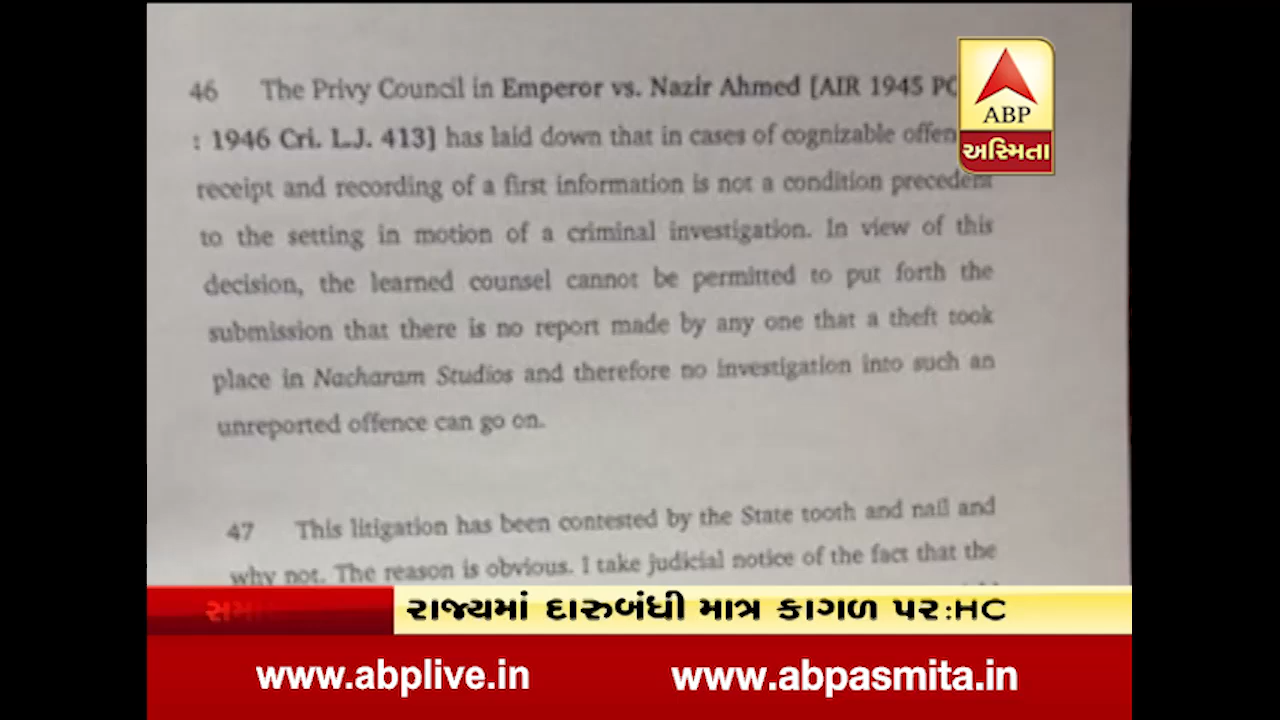 46 The Privy Council in Emperor vs. Nazir Ahmed [AIR 1945 PC
: 1946 Cri. L.J. 413] has laid down that in cases of cognizable offen
receipt and recording of a first information is not a condition precedent
to the setting in motion of a criminal investigation. In view of this
decision, the learned counsel cannot be permitted to put forth the
submission that there is no report made by any one that a theft took
place in Nacharam Studios and therefore no investigation into such an
unreported offence can go on.
47 This litigation has been contested by the State tooth and nail and
why not. The reason is obvious. I take judicial notice of the fact that the
ABP
અસ્મિતા
રાજ્યમાં દારુબંધી માત્ર કાગળ પર:HC
www.abplive.in www.abpasmita.in